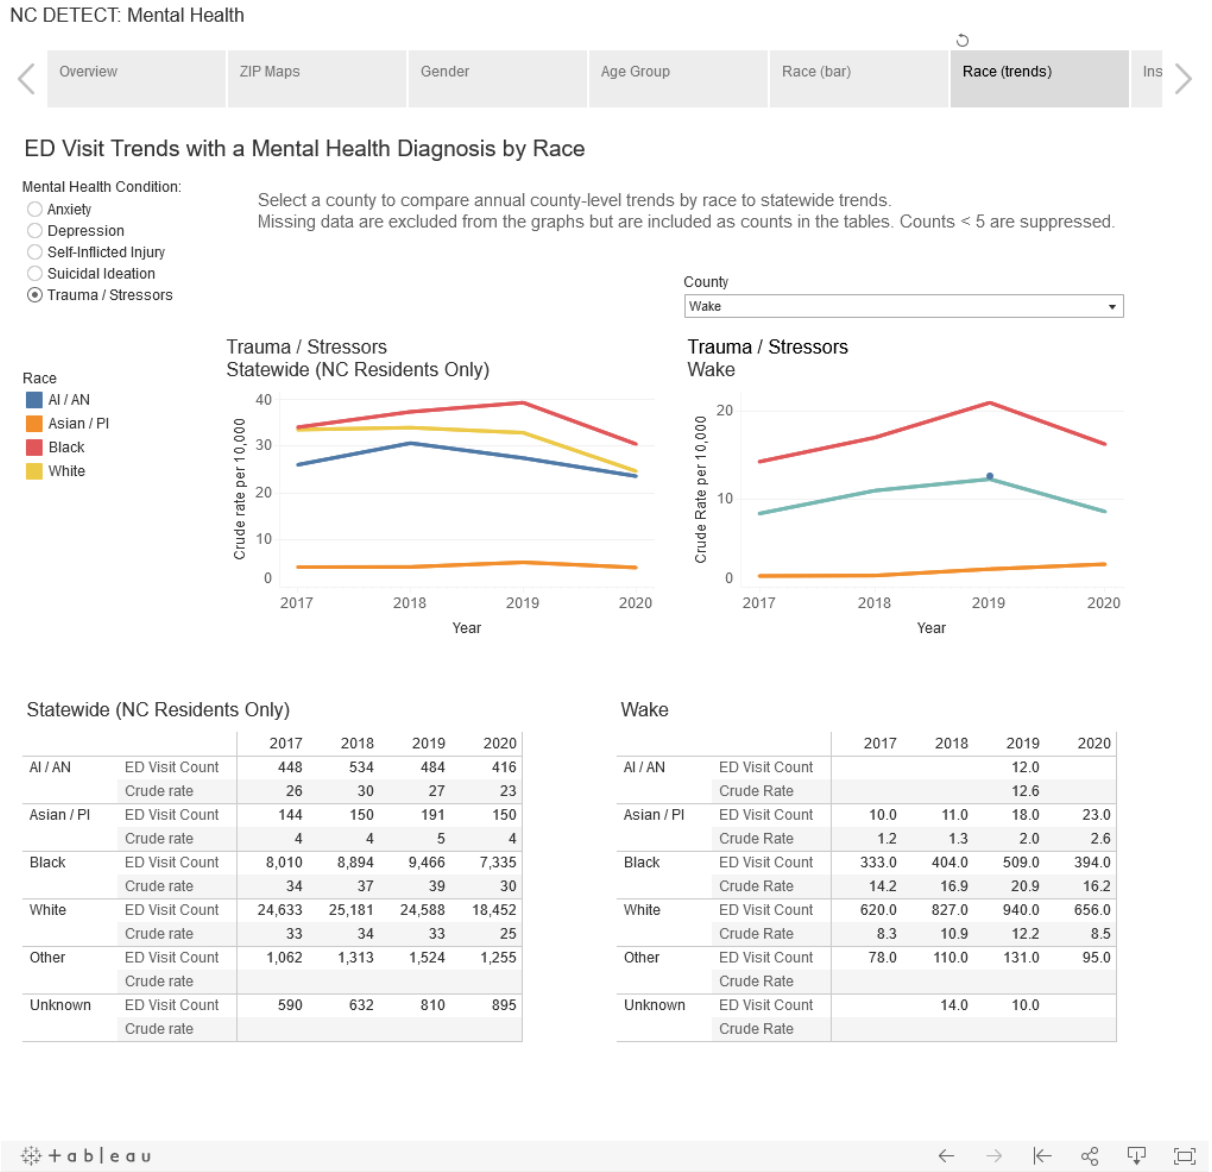 NC DETECT: Mental Health
Overview
ZIP Maps
Gender
Age Group
Race (bar)
Race (trends)
Ins
ED Visit Trends with a Mental Health Diagnosis by Race
Mental Health Condition:
Anxiety
Depression
Self-Inflicted Injury
Suicidal Ideation
Trauma / Stressors
Select a county to compare annual county-level trends by race to statewide trends.
Missing data are excluded from the graphs but are included as counts in the tables. Counts < 5 are suppressed.
County
Wake
Race
AI / AN
Asian / PI
Black
White
Trauma / Stressors
Statewide (NC Residents Only)
Crude rate per 10,000
40
30
20
10
0
2017 2018 2019 2020
Year
Trauma / Stressors
Wake
Crude Rate per 10,000
20
10
0
2017 2018 2019 2020
Year
Statewide (NC Residents Only)
2017 2018 2019 2020
AI / AN ED Visit Count 448 534 484 416
Crude rate 26 30 27 23
Asian / PI ED Visit Count 144 150 191 150
Crude rate 4 4 5 4
Black ED Visit Count 8,010 8,894 9,466 7,335
Crude rate 34 37 39 30
White ED Visit Count 24,633 25,181 24,588 18,452
Crude rate 33 34 33 25
Other ED Visit Count 1,062 1,313 1,524 1,255
Crude rate
Unknown ED Visit Count 590 632 810 895
Crude rate
Wake
2017 2018 2019 2020
AI / AN ED Visit Count 12.0
Crude Rate 12.6
Asian / PI ED Visit Count 10.0 11.0 18.0 23.0
Crude Rate 1.2 1.3 2.0 2.6
Black ED Visit Count 333.0 404.0 509.0 394.0
Crude Rate 14.2 16.9 20.9 16.2
White ED Visit Count 620.0 827.0 940.0 656.0
Crude Rate 8.3 10.9 12.2 8.5
Other ED Visit Count 78.0 110.0 131.0 95.0
Crude Rate
Unknown ED Visit Count 14.0 10.0
Crude Rate
+ableau